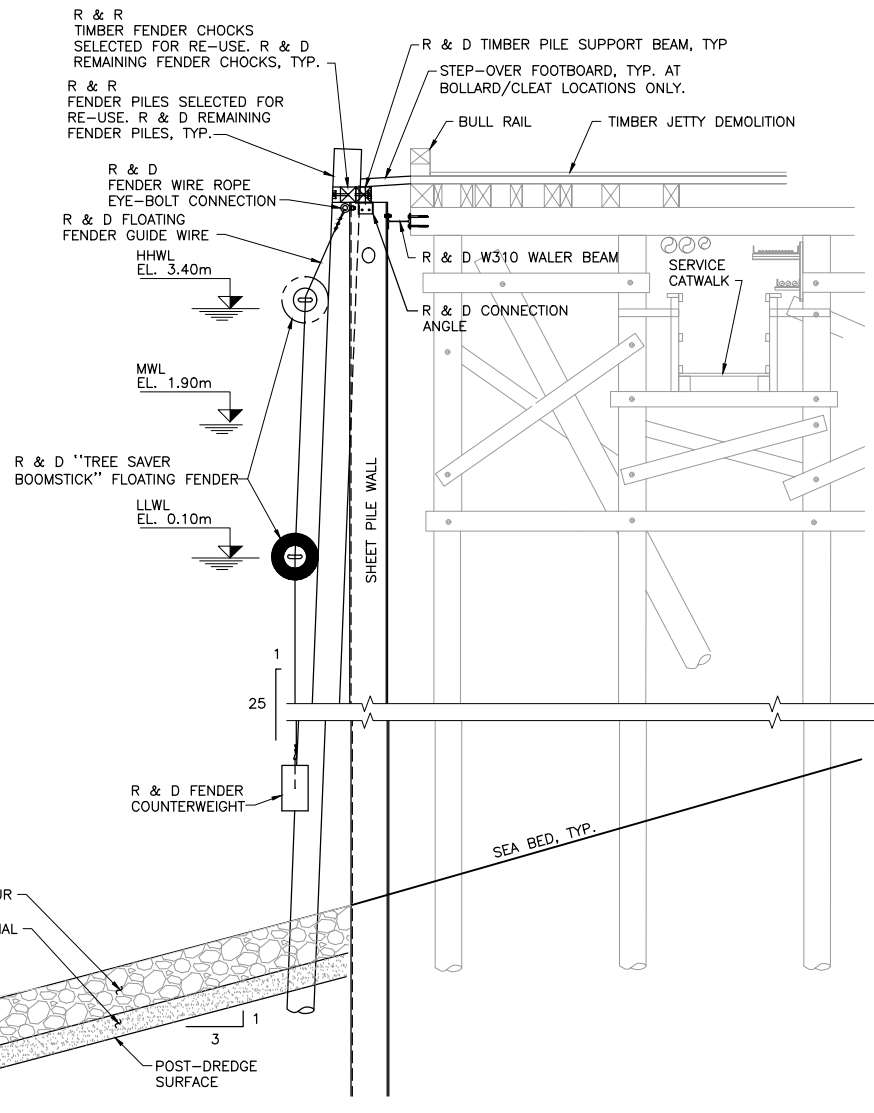 R & R
TIMBER FENDER CHOCKS
SELECTED FOR RE-USE. R & D
REMAINING FENDER CHOCKS, TYP.
R & D TIMBER PILE SUPPORT BEAM, TYP
STEP-OVER FOOTBOARD, TYP. AT
BOLLARD/CLEAT LOCATIONS ONLY.
R & R
FENDER PILES SELECTED FOR
RE-USE. R & D REMAINING
FENDER PILES, TYP.
BULL RAIL
TIMBER JETTY DEMOLITION
R & D
FENDER WIRE ROPE
EYE-BOLT CONNECTION
R & D FLOATING
FENDER GUIDE WIRE
HHWL
EL. 3.40m
R & D W310 WALER BEAM
SERVICE
CATWALK
R & D CONNECTION
ANGLE
MWL
EL. 1.90m
R & D "TREE SAVER
BOOMSTICK" FLOATING FENDER
LLWL
EL. 0.10m
SHEET PILE WALL
1
25
R & D FENDER
COUNTERWEIGHT
SEA BED, TYP.
UR
IAL
1
3
POST-DREDGE
SURFACE